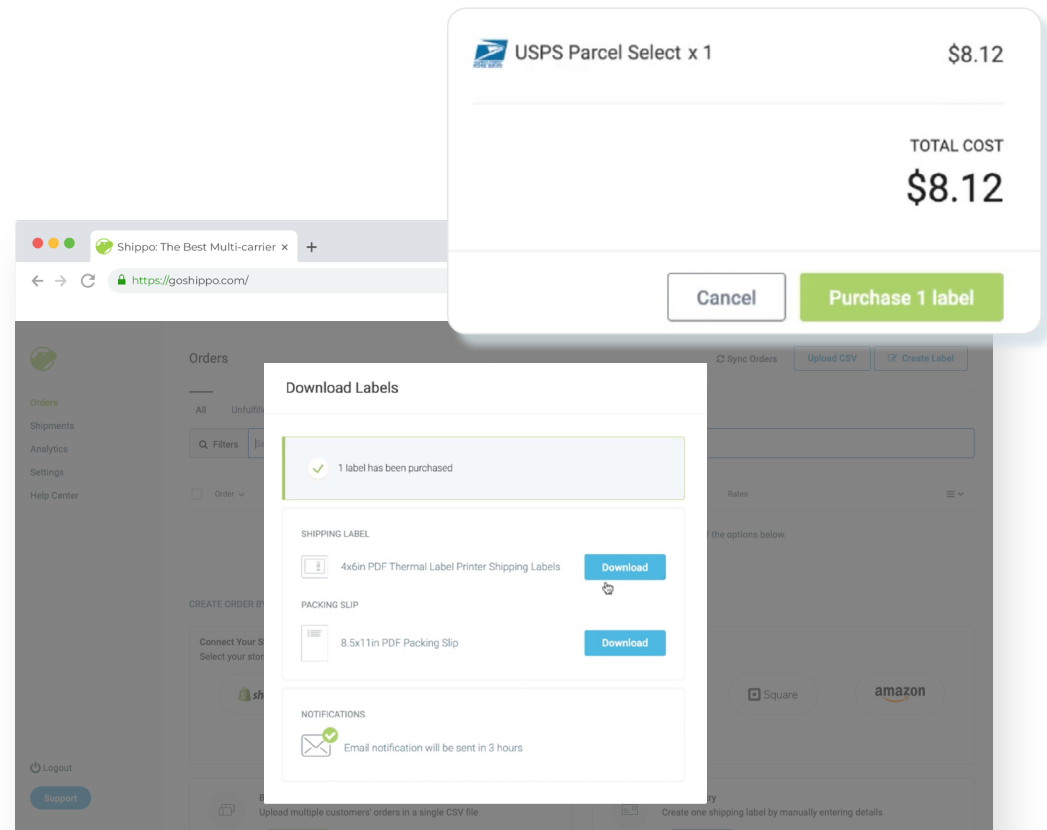 USPS Parcel Select x 1 $8.12
TOTAL COST
$8.12
Cancel Purchase 1 label
Shippo: The Best Multi-carrier × +
https://goshippo.com/
Orders Sync Orders Upload CSV Create Label
Orders
Shipments
Analytics
Settings
Help Center
Logout
Support
All
Filters
Order Rates
the options below.
CREATE ORDER
Connect Your
Select your
Square amazon
Upload multiple customers' orders in a single CSV file
Create one shipping label by manually entering details
Download Labels
1 label has been purchased
SHIPPING LABEL
4x6in PDF Thermal Label Printer Shipping Labels Download
PACKING SLIP
8.5x11in PDF Packing Slip Download
NOTIFICATIONS
Email notification will be sent in 3 hours